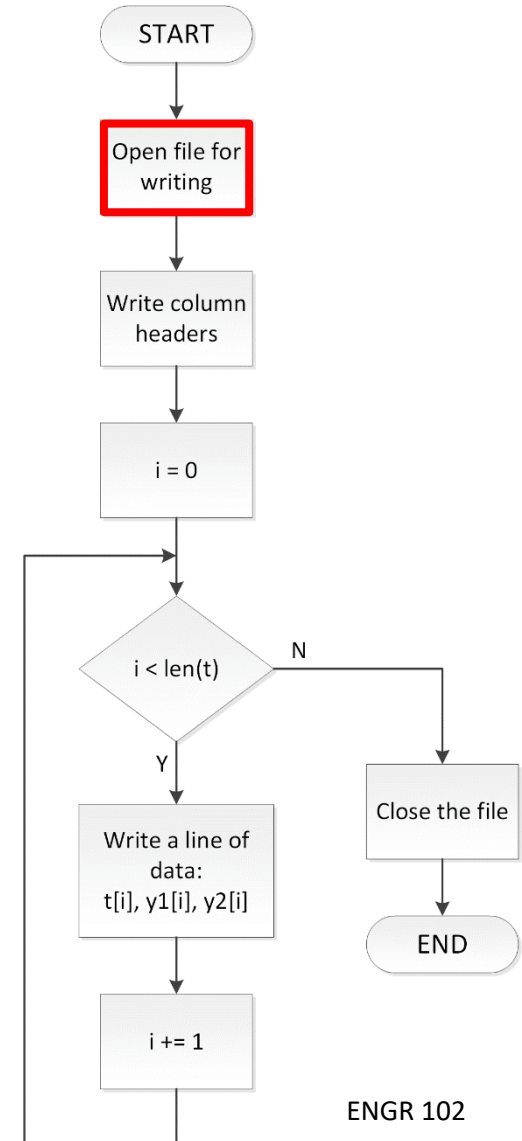 START
Open file for
writing
Write column
headers
i = 0
i < len(t)
N
Y
Write a line of
data:
t[i], y1[i], y2[i]
Close the file
i += 1
END
ENGR 102